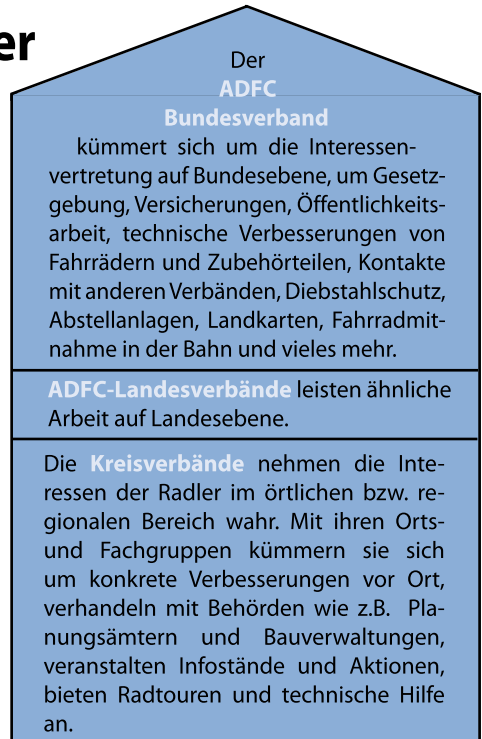 er
Der
ADFC
Bundesverband
kümmert sich um die Interessen-
vertretung auf Bundesebene, um Gesetz-
gebung, Versicherungen, Öffentlichkeits-
arbeit, technische Verbesserungen von
Fahrrädern und Zubehörteilen, Kontakte
mit anderen Verbänden, Diebstahlschutz,
Abstellanlagen, Landkarten, Fahrradmit-
nahme in der Bahn und vieles mehr.
ADFC-Landesverbände leisten ähnliche
Arbeit auf Landesebene.
Die Kreisverbände nehmen die Inte-
ressen der Radler im örtlichen bzw. re-
gionalen Bereich wahr. Mit ihren Orts-
und Fachgruppen kümmern sie sich
um konkrete Verbesserungen vor Ort,
verhandeln mit Behörden wie z.B. Pla-
nungsämtern und Bauverwaltungen,
veranstalten Infostände und Aktionen,
bieten Radtouren und technische Hilfe
an.